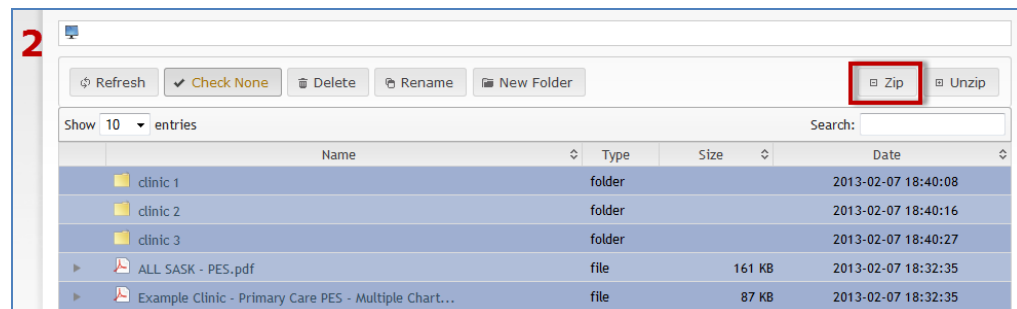 2
Refresh Check None Delete Rename New Folder Zip Unzip
Show 10 entries Search:
Name Type Size Date
clinic 1 folder 2013-02-07 18:40:08
clinic 2 folder 2013-02-07 18:40:16
clinic 3 folder 2013-02-07 18:40:27
ALL SASK - PES.pdf file 161 KB 2013-02-07 18:32:35
Example Clinic - Primary Care PES - Multiple Chart... file 87 KB 2013-02-07 18:32:35